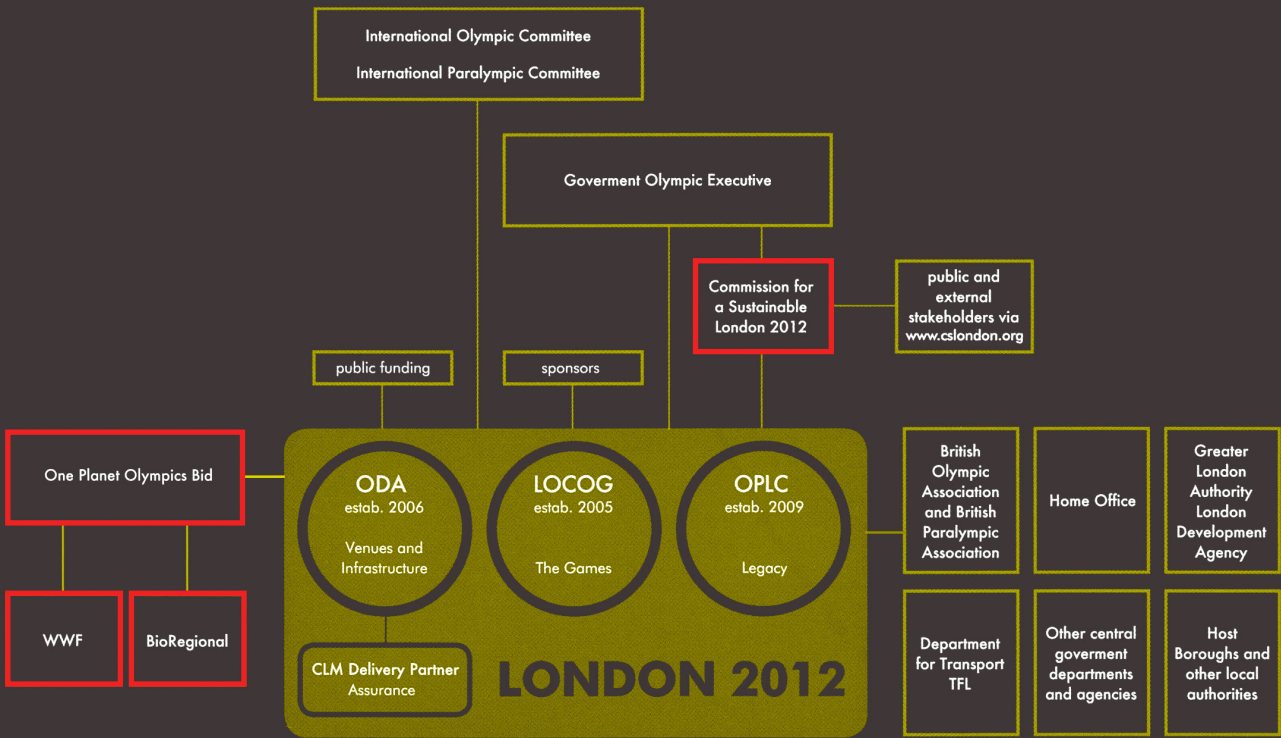 International Olympic Committee
International Paralympic Committee
Goverment Olympic Executive
Commission for
a Sustainable
London 2012
public and
external
stakeholders via
www.cslondon.org
public funding
sponsors
One Planet Olympics Bid
WWF
BioRegional
ODA
estab. 2006
Venues and
Infrastructure
LOCOG
estab. 2005
The Games
OPLC
estab. 2009
Legacy
CLM Delivery Partner
Assurance
LONDON 2012
British
Olympic
Association
and British
Paralympic
Association
Home Office
Greater
London
Authority
London
Development
Agency
Department
for Transport
TFL
Other central
goverment
departments
and agencies
Host
Boroughs and
other local
authorities